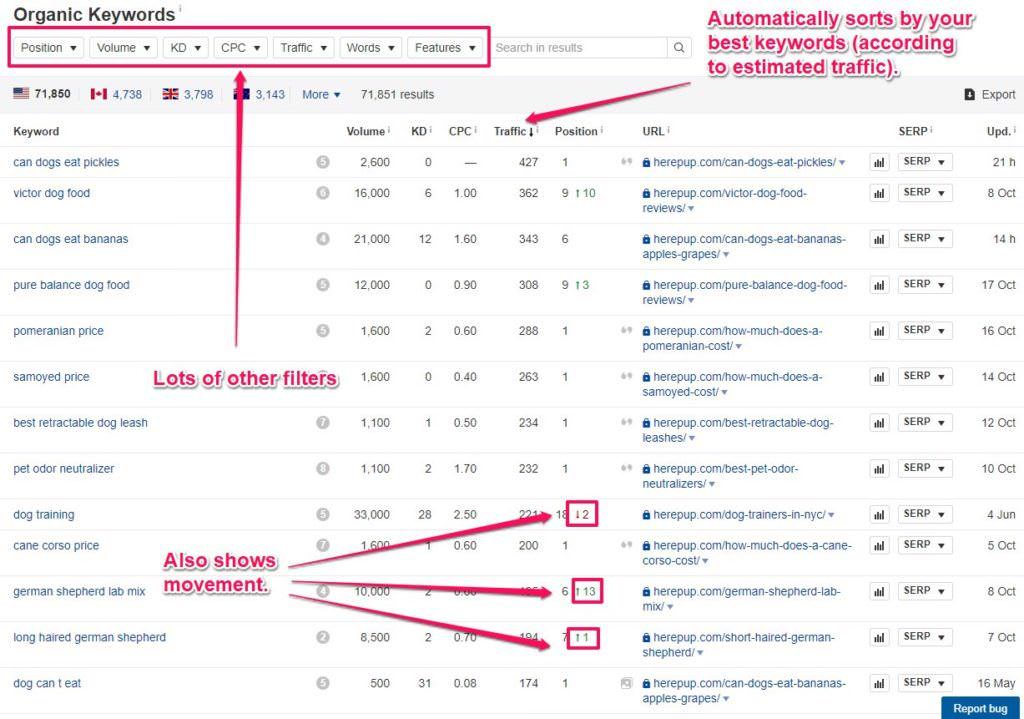 Organic Keywords i
Automatically sorts by your
best keywords (according
to estimated traffic).
Position Volume KD CPC Traffic Words Features Search in results
71,850 4,738 3,798 3,143 More 71,851 results Export
Keyword Volume i KD i CPC i Traffic ↓ i Position i URL i SERP i Upd. i
can dogs eat pickles 5 2,600 0 — 427 1 herepup.com/can-dogs-eat-pickles/ SERP 21 h
victor dog food 6 16,000 6 1.00 362 9 ↑10 herepup.com/victor-dog-food- SERP 8 Oct
reviews/
can dogs eat bananas 4 21,000 12 1.60 343 6 herepup.com/can-dogs-eat-bananas- SERP 14 h
apples-grapes/
pure balance dog food 5 12,000 0 0.90 308 9 ↑3 herepup.com/pure-balance-dog-food- SERP 17 Oct
reviews/
pomeranian price 5 1,600 2 0.60 288 1 herepup.com/how-much-does-a- SERP 16 Oct
pomeranian-cost/
Lots of other filters
samoyed price 1,600 0 0.40 263 1 herepup.com/how-much-does-a- SERP 14 Oct
samoyed-cost/
best retractable dog leash 7 1,100 1 0.50 234 1 herepup.com/best-retractable-dog- SERP 12 Oct
leashes/
pet odor neutralizer 8 1,100 2 1.70 232 1 herepup.com/best-pet-odor- SERP 10 Oct
neutralizers/
dog training 5 33,000 28 2.50 221 18 ↓2 herepup.com/dog-trainers-in-nyc/ SERP 4 Jun
cane corso price 7 1,600 1 0.60 200 1 herepup.com/how-much-does-a-cane- SERP 5 Oct
corso-cost/
Also shows
movement.
german shepherd lab mix 4 10,000 2 6 ↑13 herepup.com/german-shepherd-lab- SERP 8 Oct
mix/
long haired german shepherd 2 8,500 2 0.70 194 7 ↑1 herepup.com/short-haired-german- SERP 7 Oct
shepherd/
dog can t eat 5 500 31 0.08 174 1 herepup.com/can-dogs-eat-bananas- SERP 16 May
apples-grapes/
Report bug